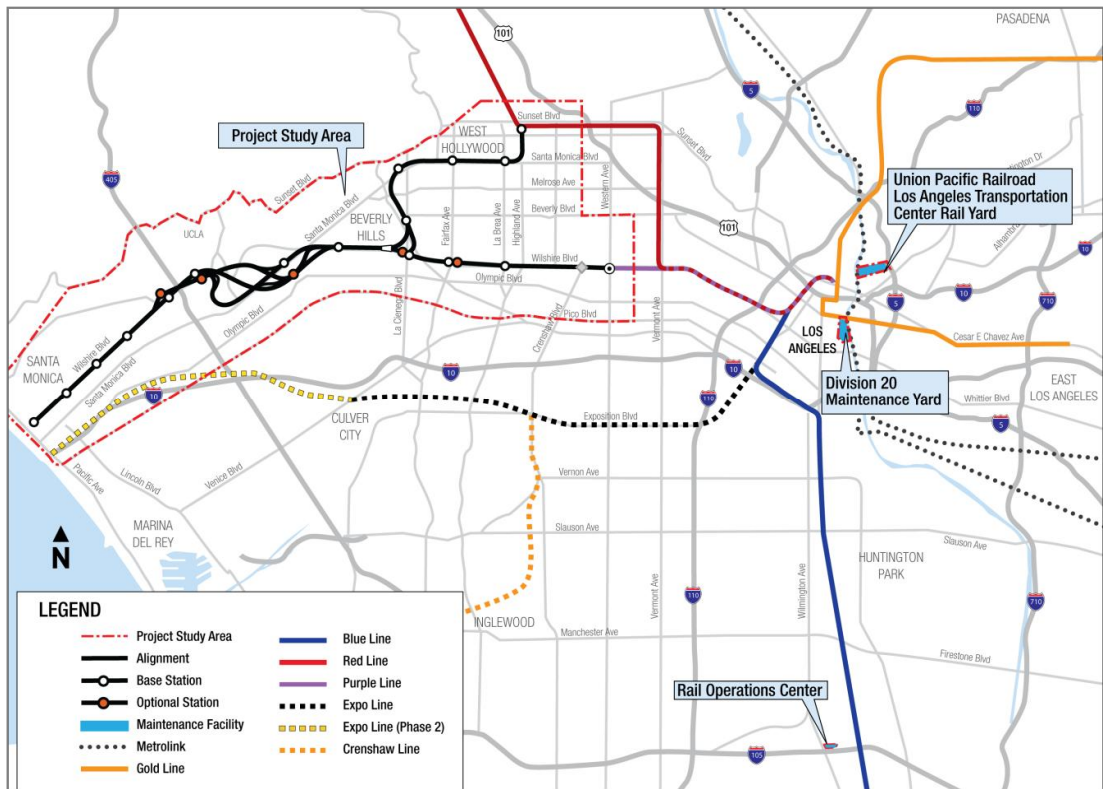 PASADENA
101
5
110
Project Study Area
Sunset Blvd
WEST
HOLLYWOOD
Sunset Blvd
405
Santa Monica Blvd
Union Pacific Railroad
Los Angeles Transportation
Center Rail Yard
Sunset Blvd
Melrose Ave
Western Ave
Santa Monica Blvd
BEVERLY
HILLS
Beverly Blvd
UCLA
Fairfax Ave
La Brea Ave
Highland Ave
101
Alhambra
10
Wilshire Blvd
Olympic Blvd
5
10
710
La Cienega Blvd
Crenshaw Blvd
Pico Blvd
Vermont Ave
LOS
ANGELES
Cesar E Chavez Ave
Olympic Blvd
Wilshire Blvd
SANTA
MONICA
Santa Monica Blvd
10
10
10
110
Division 20
Maintenance Yard
EAST
LOS ANGELES
Whittier Blvd
5
CULVER
CITY
Exposition Blvd
Pacific Ave
Lincoln Blvd
Venice Blvd
Vernon Ave
MARINA
DEL REY
Slauson Ave
Slauson Ave
N
HUNTINGTON
PARK
Vermont Ave
110
Wilmington Ave
710
INGLEWOOD
Manchester Ave
Firestone Blvd
Rail Operations Center
105
LEGEND
Project Study Area
Alignment
Base Station
Optional Station
Maintenance Facility
Metrolink
Gold Line
Blue Line
Red Line
Purple Line
Expo Line
Expo Line (Phase 2)
Crenshaw Line